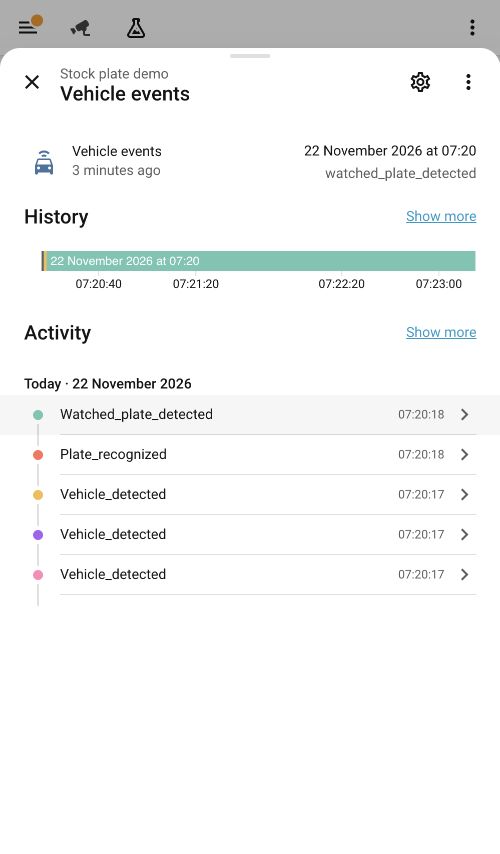 Stock plate demo
Vehicle events
Vehicle events
22 November 2026 at 07:20
3 minutes ago
watched_plate_detected
History
Show more
22 November 2026 at 07:20
07:20:40 07:21:20 07:22:20 07:23:00
Activity
Show more
Today · 22 November 2026
Watched_plate_detected 07:20:18
Plate_recognized 07:20:18
Vehicle_detected 07:20:17
Vehicle_detected 07:20:17
Vehicle_detected 07:20:17